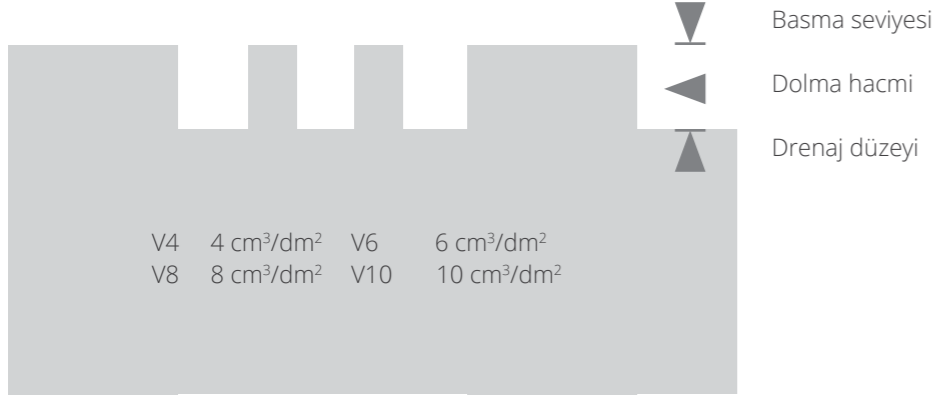 Basma seviyesi
Dolma hacmi
Drenaj düzeyi
V4 4 cm³/dm² V6 6 cm³/dm²
V8 8 cm³/dm² V10 10 cm³/dm²